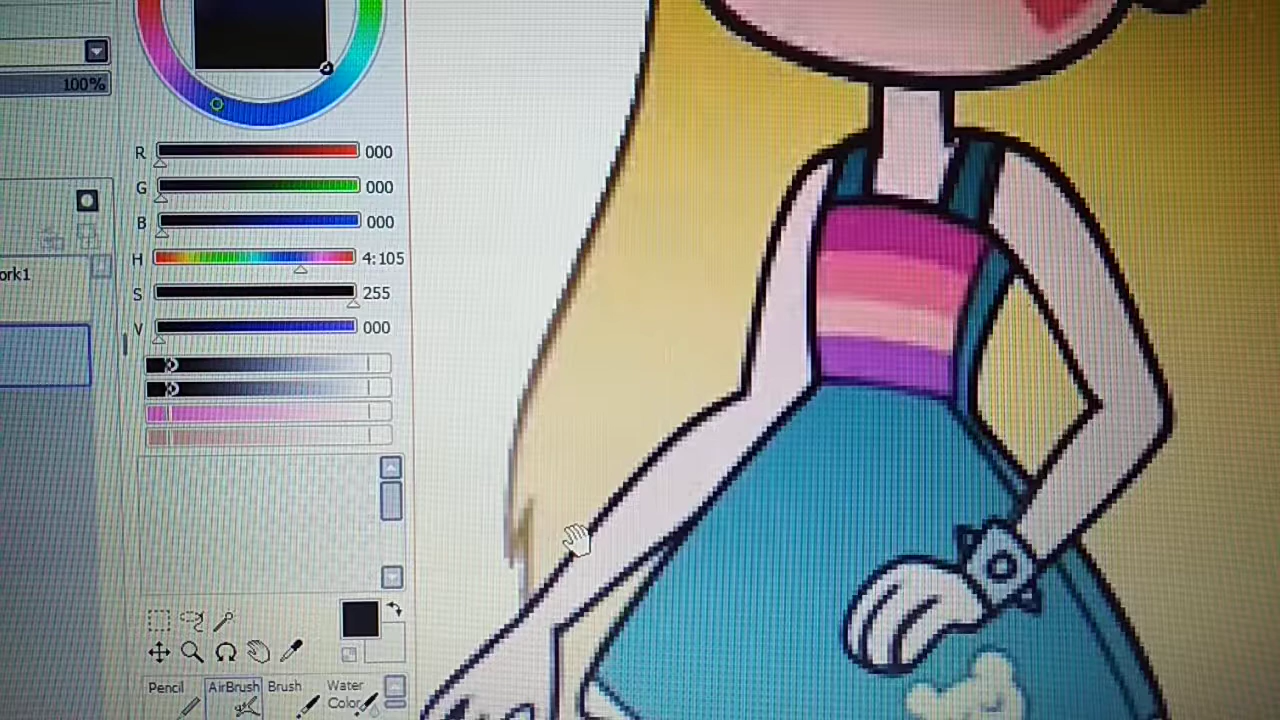 100%
R 000
G 000
B 000
H 4:105
S 255
V 000
ork1
Pencil AirBrush Brush Water Color